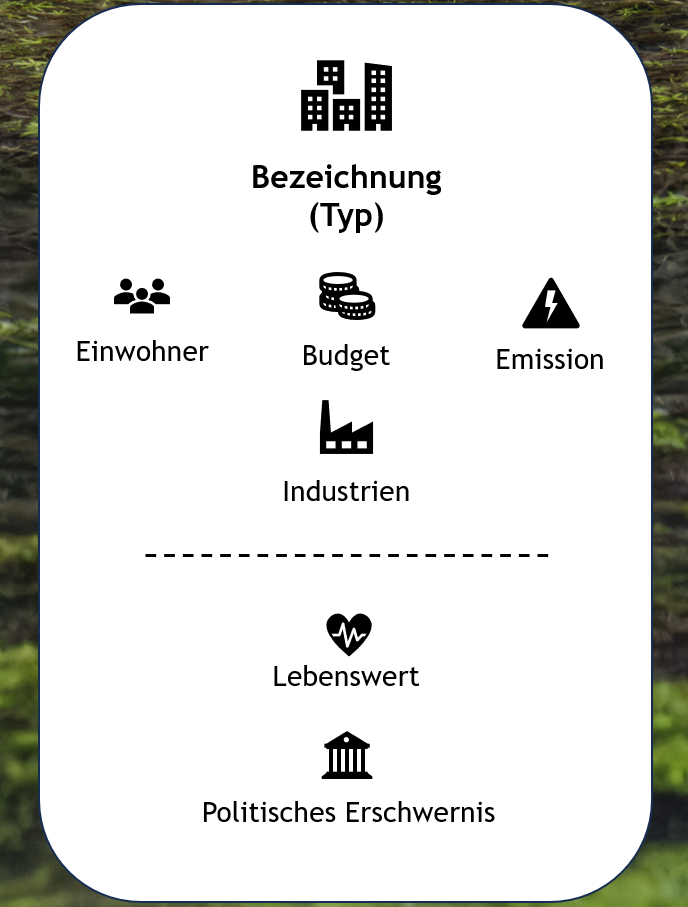 Bezeichnung
(Typ)
Einwohner
Budget
Emission
Industrien
Lebenswert
Politisches Erschwernis